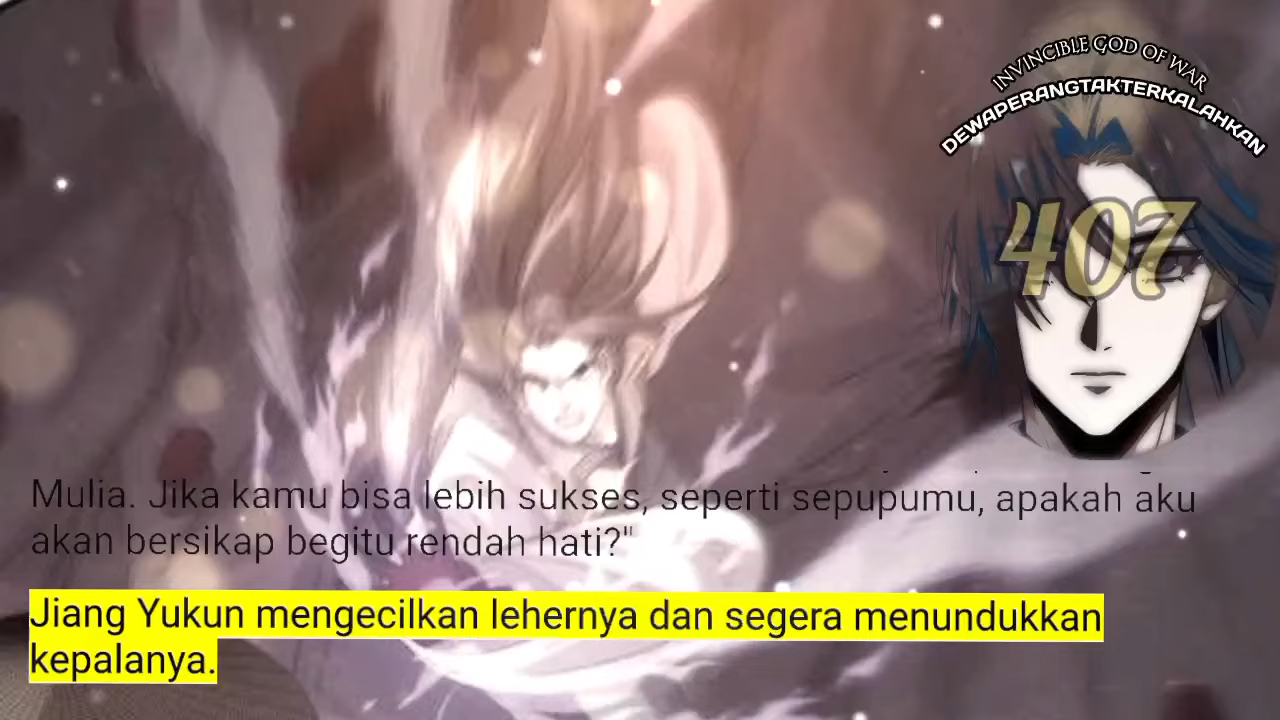 INVINCIBLE GOD OF WAR
DEWAPERANGTAKTERKALAHKAN
407
Mulia. Jika kamu bisa lebih sukses, seperti sepupumu, apakah aku
akan bersikap begitu rendah hati?"
Jiang Yukun mengecilkan lehernya dan segera menundukkan
kepalanya.